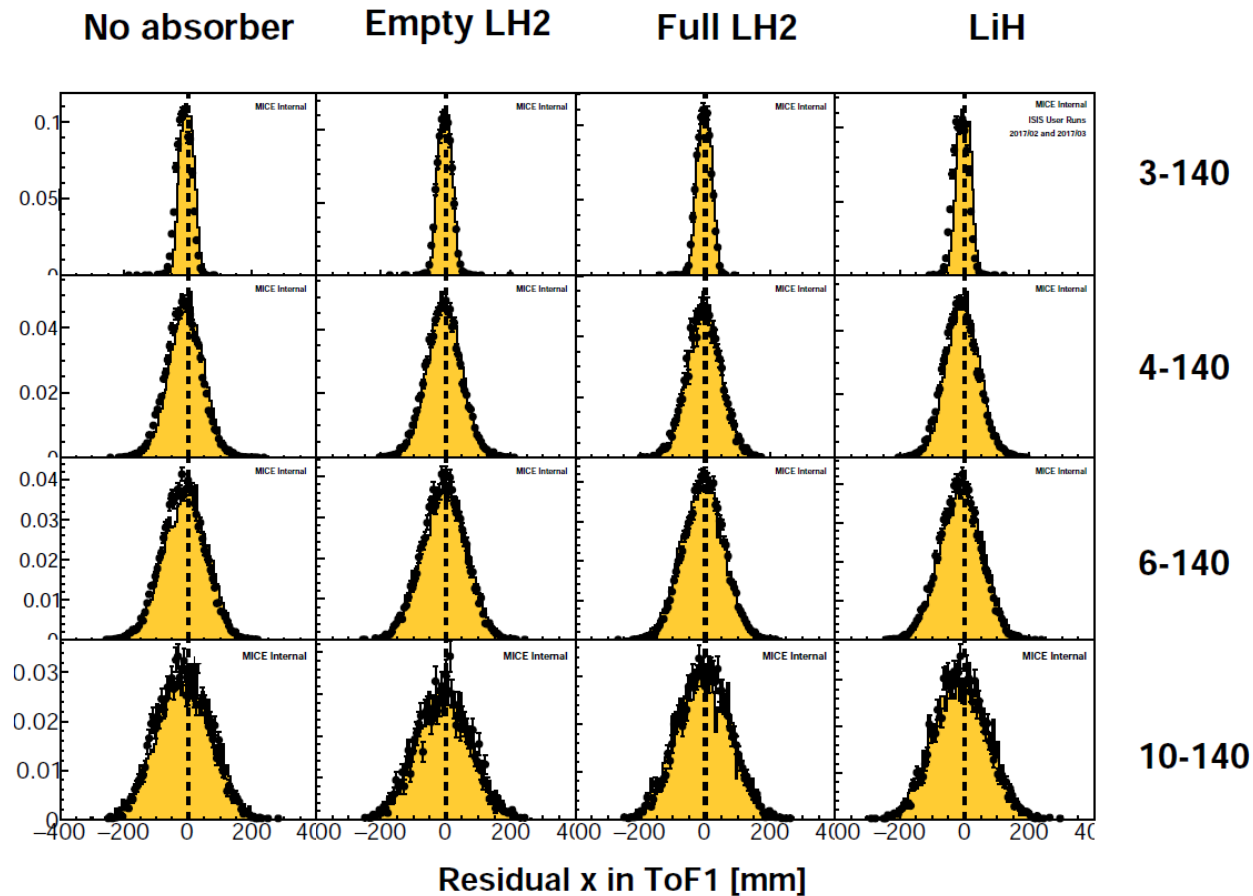 No absorber Empty LH2 Full LH2 LiH
MICE Internal MICE Internal MICE Internal MICE Internal
ISIS User Runs
2017/02 and 2017/03
0.1
3-140
0.05
0
MICE Internal MICE Internal MICE Internal MICE Internal
0.04
4-140
0.02
0
MICE Internal MICE Internal MICE Internal MICE Internal
0.04
0.03
6-140
0.02
0.01
0
MICE Internal MICE Internal MICE Internal MICE Internal
0.03
0.02
10-140
0.01
0
−400 −200 0 200 400 −200 0 200 400 −200 0 200 400 −200 0 200 40
Residual x in ToF1 [mm]